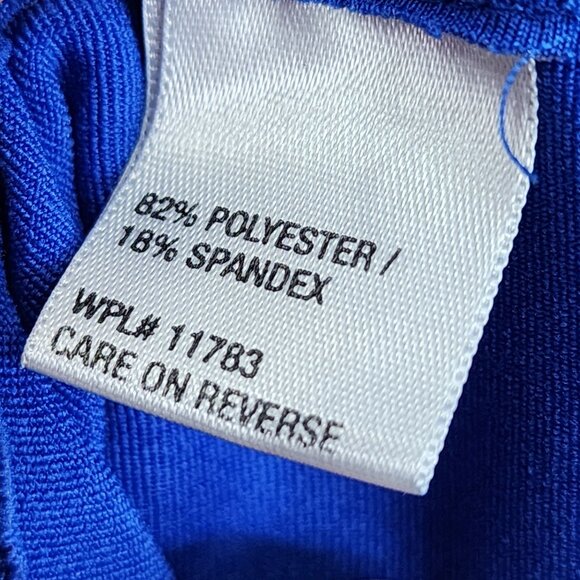 82% POLYESTER /
18% SPANDEX
WPL# 11783
CARE ON REVERSE